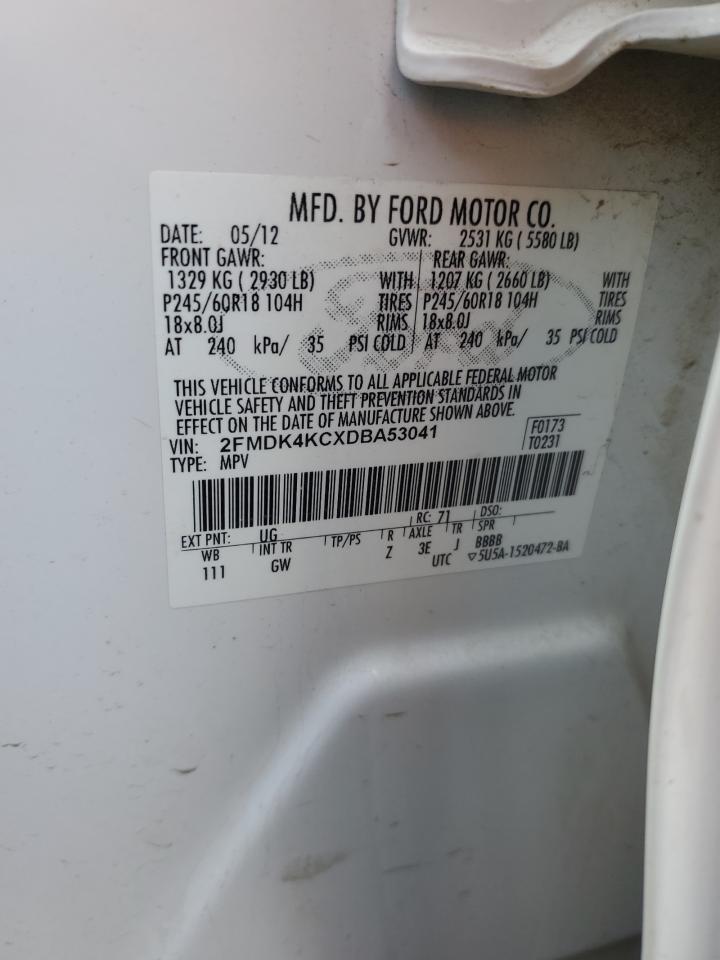 MFD. BY FORD MOTOR CO.
DATE: 05/12 GVWR: 2531 KG ( 5580 LB)
FRONT GAWR: REAR GAWR:
1329 KG ( 2930 LB) WITH 1207 KG ( 2660 LB) WITH
P245/60R18 104H TIRES P245/60R18 104H TIRES
18x8.0J RIMS 18x8.0J RIMS
AT 240 kPa/ 35 PSI COLD AT 240 kPa/ 35 PSI COLD
THIS VEHICLE CONFORMS TO ALL APPLICABLE FEDERAL MOTOR
VEHICLE SAFETY AND THEFT PREVENTION STANDARDS IN
EFFECT ON THE DATE OF MANUFACTURE SHOWN ABOVE.
VIN: 2FMDK4KCXDBA53041 F0173
TYPE: MPV T0231
EXT PNT: UG RC: 71 DSO:
WB INT TR TP/PS R AXLE TR SPR
111 GW Z 3E J BBBB
UTC ▽5U5A-1520472-BA
Ford